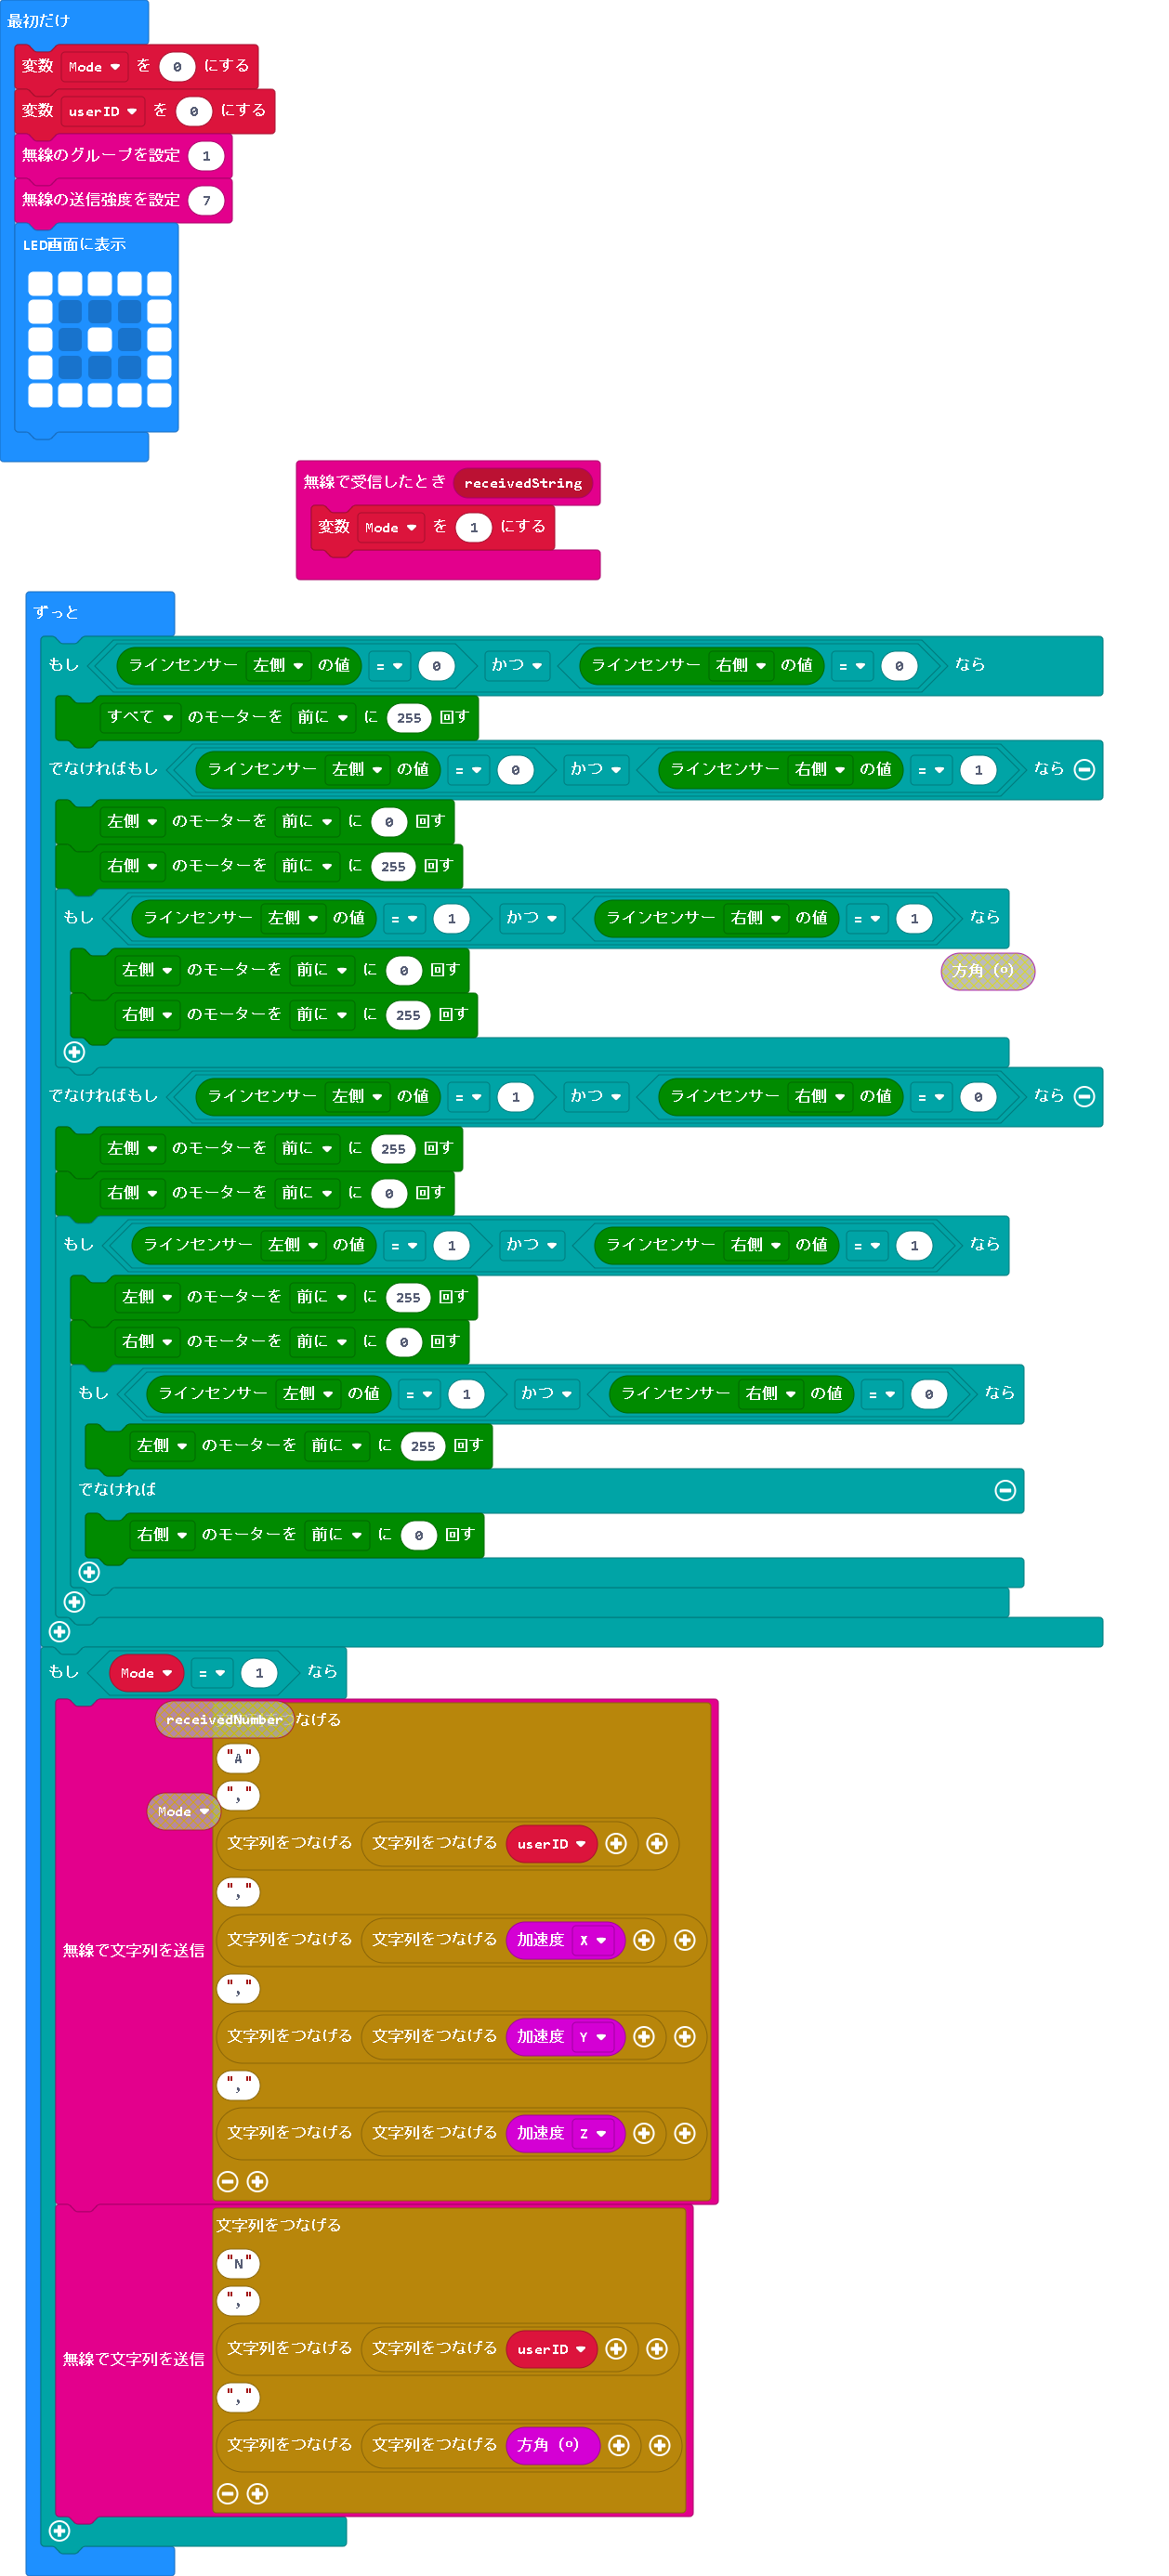 最初だけ
変数 Mode を 0 にする
変数 userID を 0 にする
無線のグループを設定 1
無線の送信強度を設定 7
LED画面に表示
無線で受信したとき receivedString
変数 Mode を 1 にする
ずっと
もし ラインセンサー 左側 の値 = 0 かつ ラインセンサー 右側 の値 = 0 なら
すべて のモーターを 前に に 255 回す
でなければもし ラインセンサー 左側 の値 = 0 かつ ラインセンサー 右側 の値 = 1 なら
左側 のモーターを 前に に 0 回す
右側 のモーターを 前に に 255 回す
もし ラインセンサー 左側 の値 = 1 かつ ラインセンサー 右側 の値 = 1 なら
左側 のモーターを 前に に 0 回す
方角 (°)
右側 のモーターを 前に に 255 回す
でなければもし ラインセンサー 左側 の値 = 1 かつ ラインセンサー 右側 の値 = 0 なら
左側 のモーターを 前に に 255 回す
右側 のモーターを 前に に 0 回す
もし ラインセンサー 左側 の値 = 1 かつ ラインセンサー 右側 の値 = 1 なら
左側 のモーターを 前に に 255 回す
右側 のモーターを 前に に 0 回す
もし ラインセンサー 左側 の値 = 1 かつ ラインセンサー 右側 の値 = 0 なら
左側 のモーターを 前に に 255 回す
でなければ
右側 のモーターを 前に に 0 回す
もし Mode = 1 なら
receivedNumber なげる
"A"
","
Mode
文字列をつなげる 文字列をつなげる userID
","
文字列をつなげる 文字列をつなげる 加速度 X
無線で文字列を送信
","
文字列をつなげる 文字列をつなげる 加速度 Y
","
文字列をつなげる 文字列をつなげる 加速度 Z
文字列をつなげる
"N"
","
文字列をつなげる 文字列をつなげる userID
無線で文字列を送信
","
文字列をつなげる 文字列をつなげる 方角 (°)